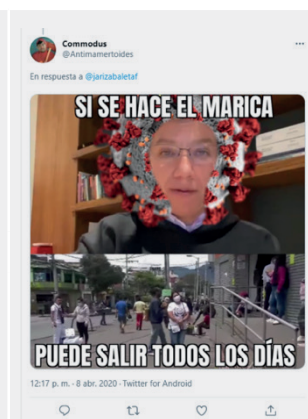 Commodus
@Antimamertoides
En respuesta a @jarizabaletaf
SI SE HACE EL MARICA
PUEDE SALIR TODOS LOS DÍAS
12:17 p. m. · 8 abr. 2020 · Twitter for Android